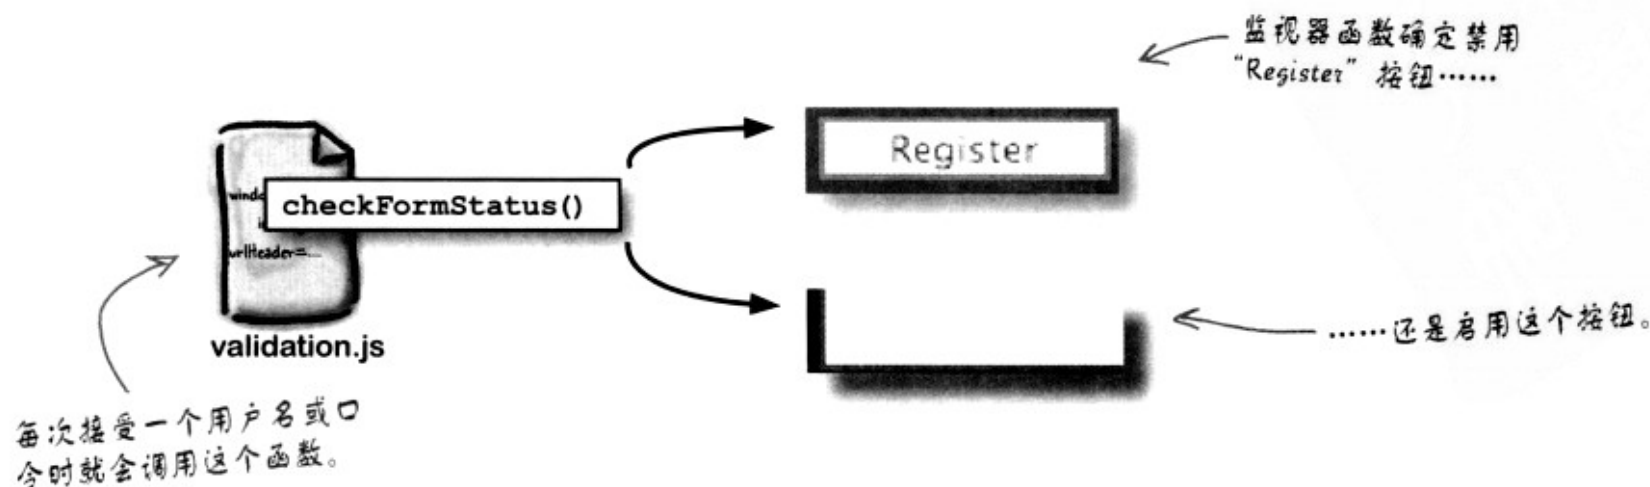 监视器函数确定禁用
“Register” 按钮……
Register
windo
checkFormStatus()
urlHeader=...
validation.js
……还是启用这个按钮。
每次接受一个用户名或口
令时就会调用这个函数。